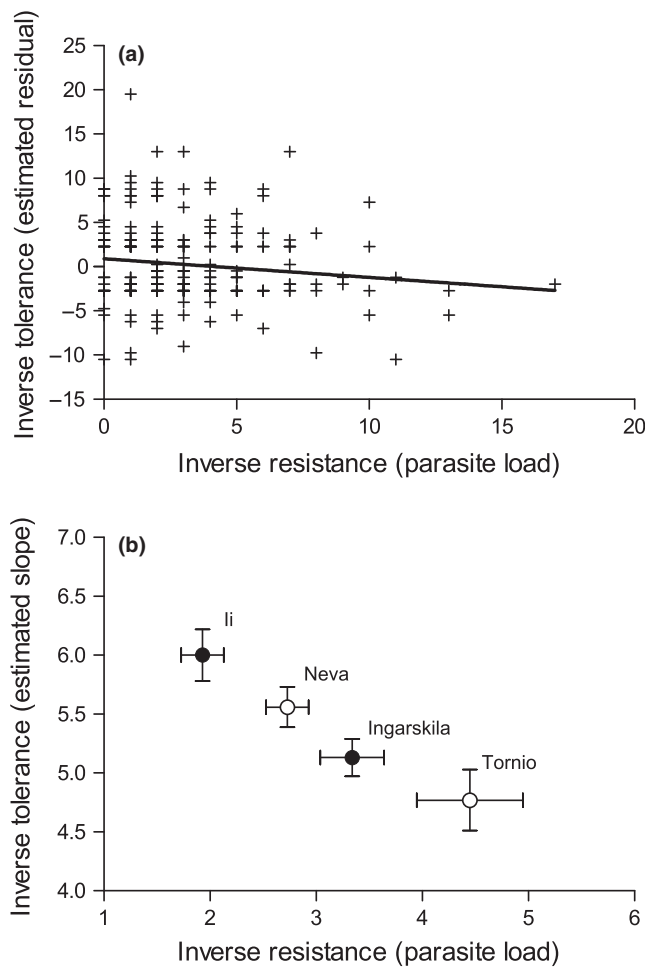 (a)
25
20
15
10
5
0
–5
–10
–15
Inverse tolerance (estimated residual)
0 5 10 15 20
Inverse resistance (parasite load)
(b)
7.0
6.5
6.0
5.5
5.0
4.5
4.0
Inverse tolerance (estimated slope)
Ii
Neva
Ingarskila
Tornio
1 2 3 4 5 6
Inverse resistance (parasite load)